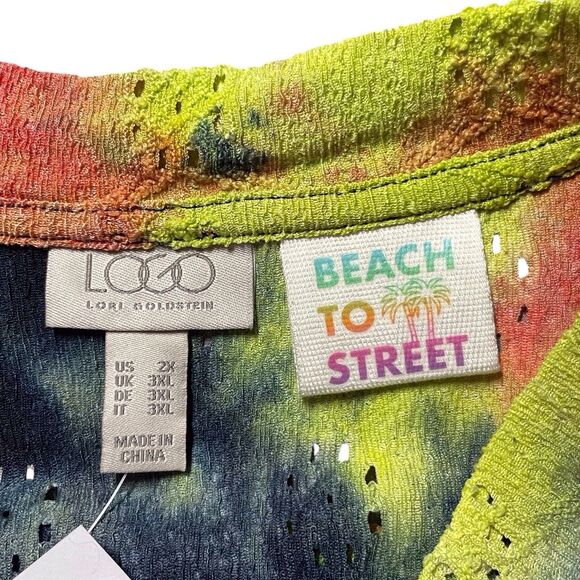 LOGO
LORI GOLDSTEIN
US 2X
UK 3XL
DE 3XL
IT 3XL
MADE IN
CHINA
BEACH
TO
STREET